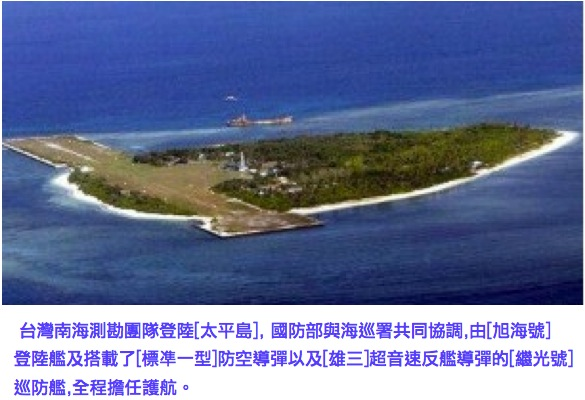 台灣南海測勘團隊登陸[太平島], 國防部與海巡署共同協調,由[旭海號]
登陸艦及搭載了[標準一型]防空導彈以及[雄三]超音速反艦導彈的[繼光號]
巡防艦,全程擔任護航。